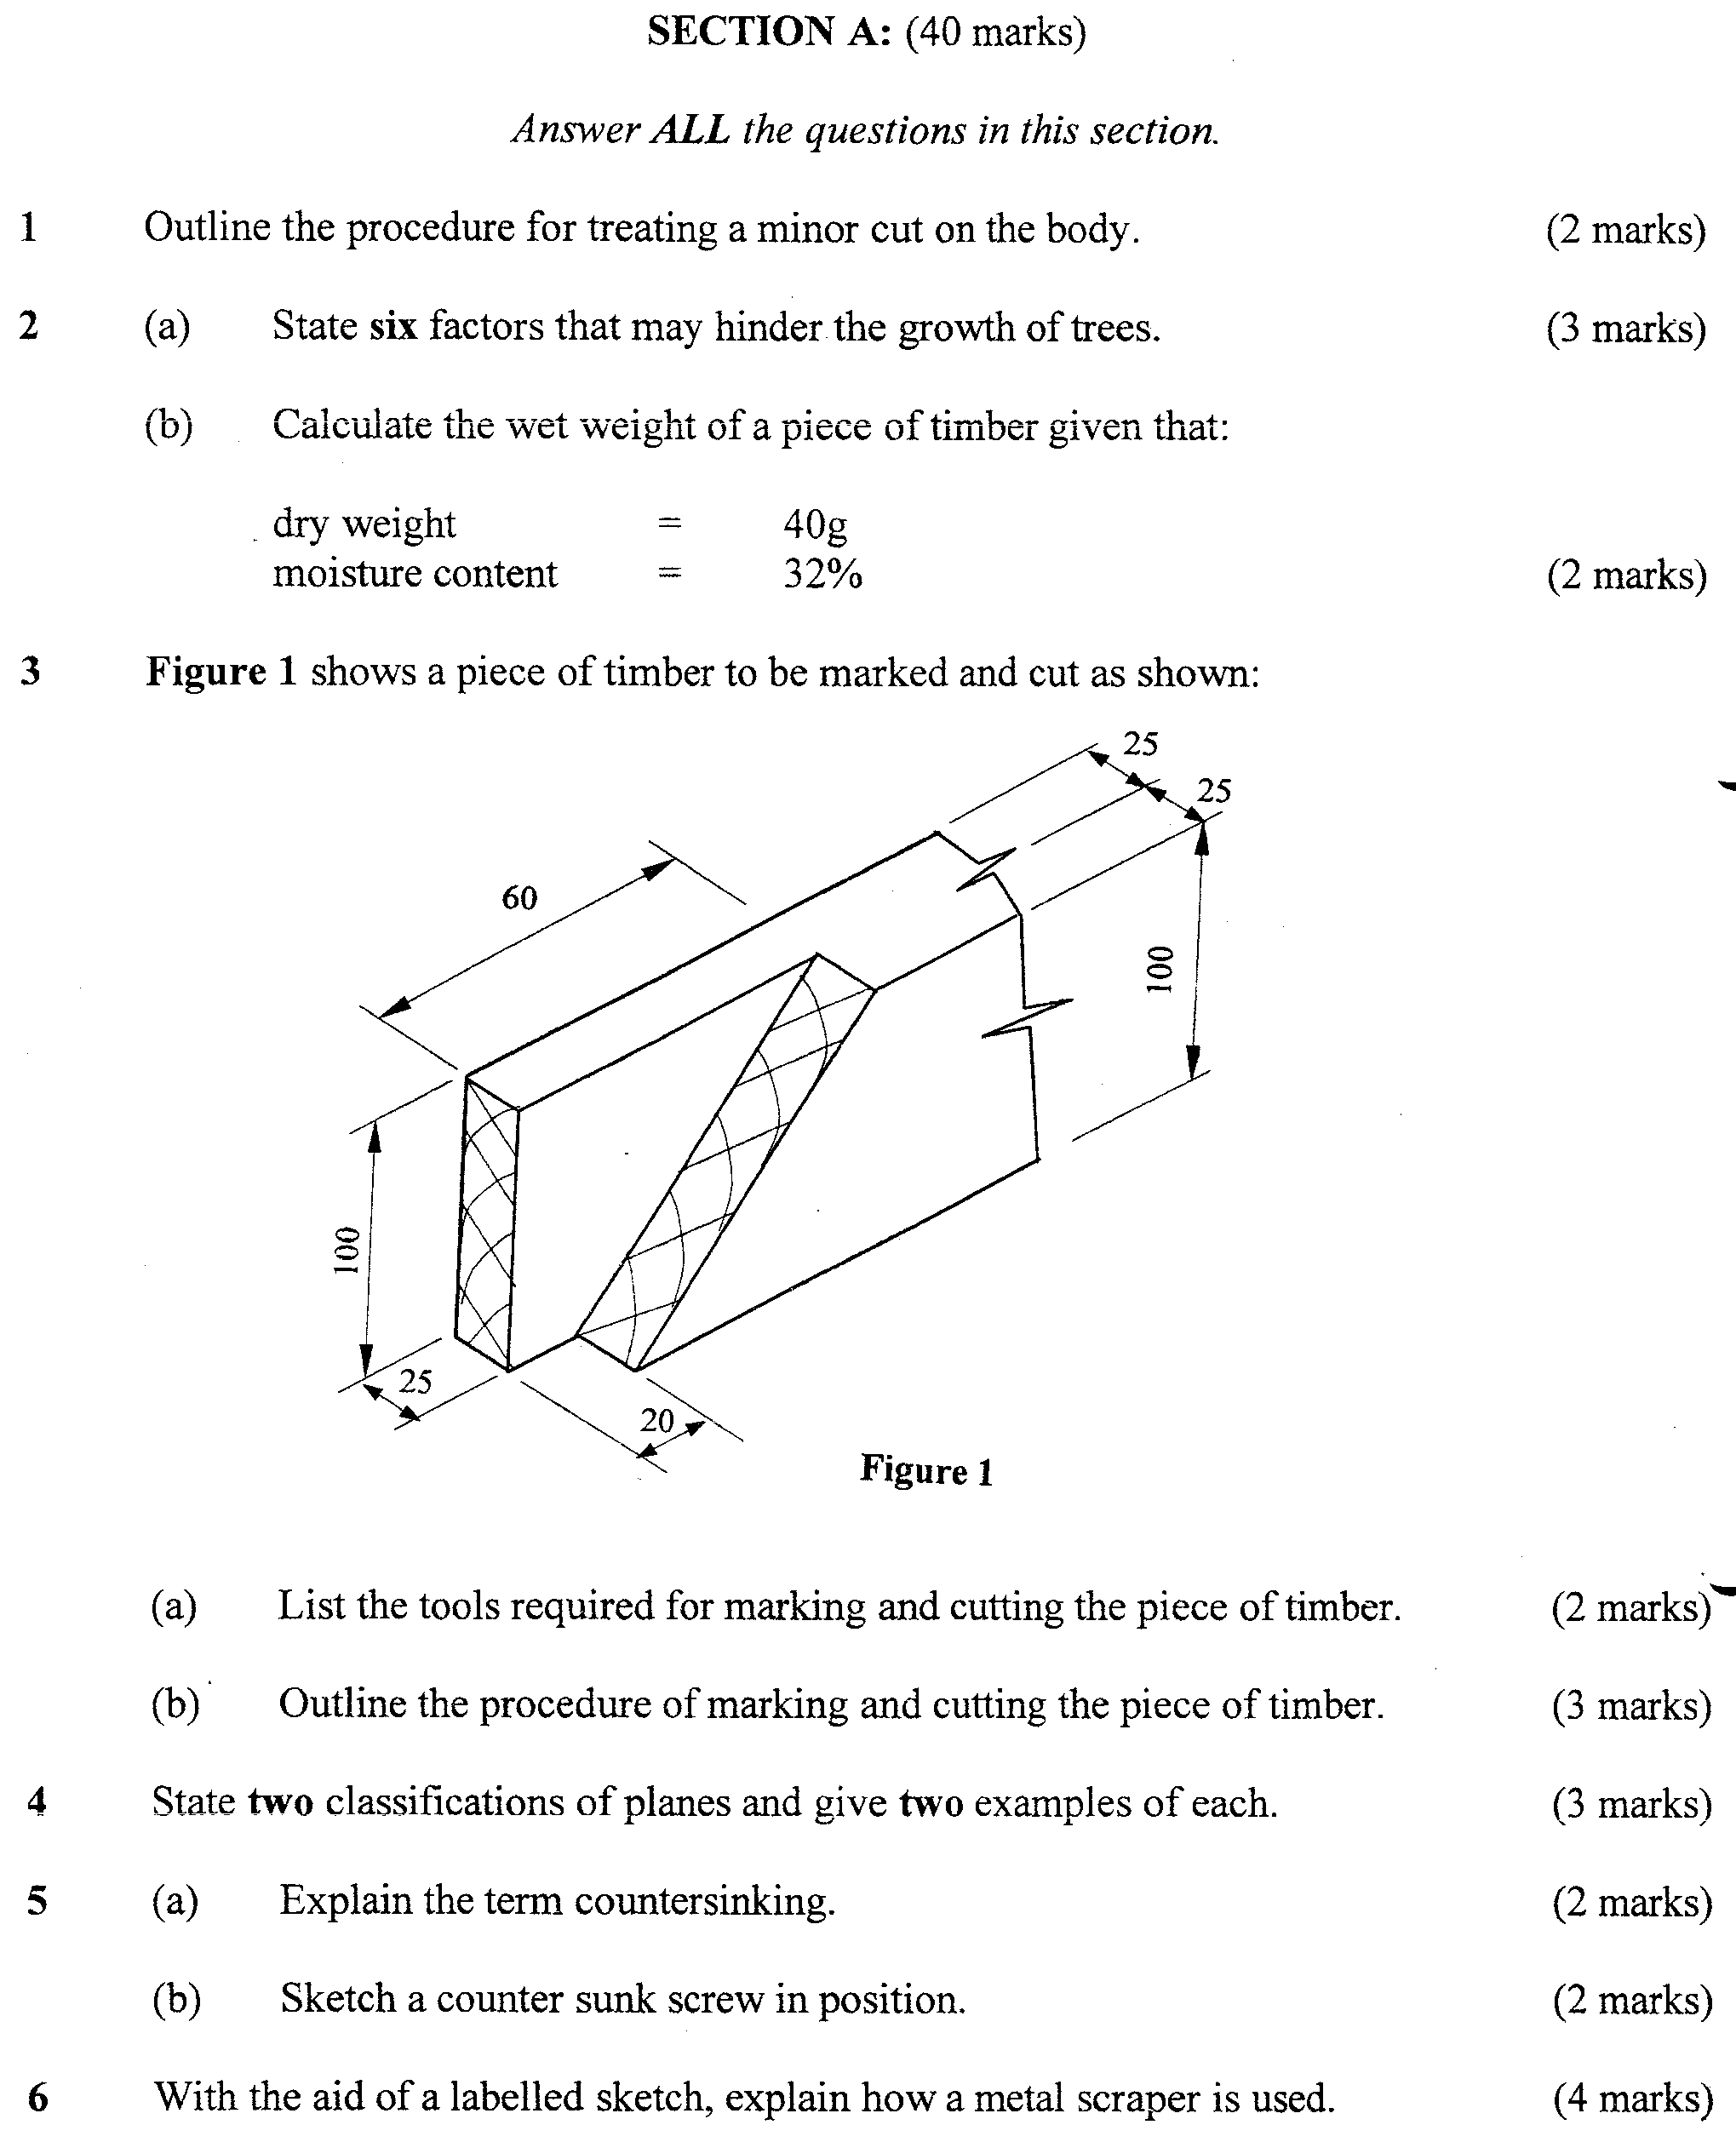 SECTION A: (40 marks)
Answer ALL the questions in this section.
1 Outline the procedure for treating a minor cut on the body. (2 marks)
2 (a) State six factors that may hinder the growth of trees. (3 marks)
(b) Calculate the wet weight of a piece of timber given that:
dry weight = 40g
moisture content = 32% (2 marks)
3 Figure 1 shows a piece of timber to be marked and cut as shown:
25
25
60
100
100
25
20
Figure 1
(a) List the tools required for marking and cutting the piece of timber. (2 marks)
(b) Outline the procedure of marking and cutting the piece of timber. (3 marks)
4 State two classifications of planes and give two examples of each. (3 marks)
5 (a) Explain the term countersinking. (2 marks)
(b) Sketch a counter sunk screw in position. (2 marks)
6 With the aid of a labelled sketch, explain how a metal scraper is used. (4 marks)